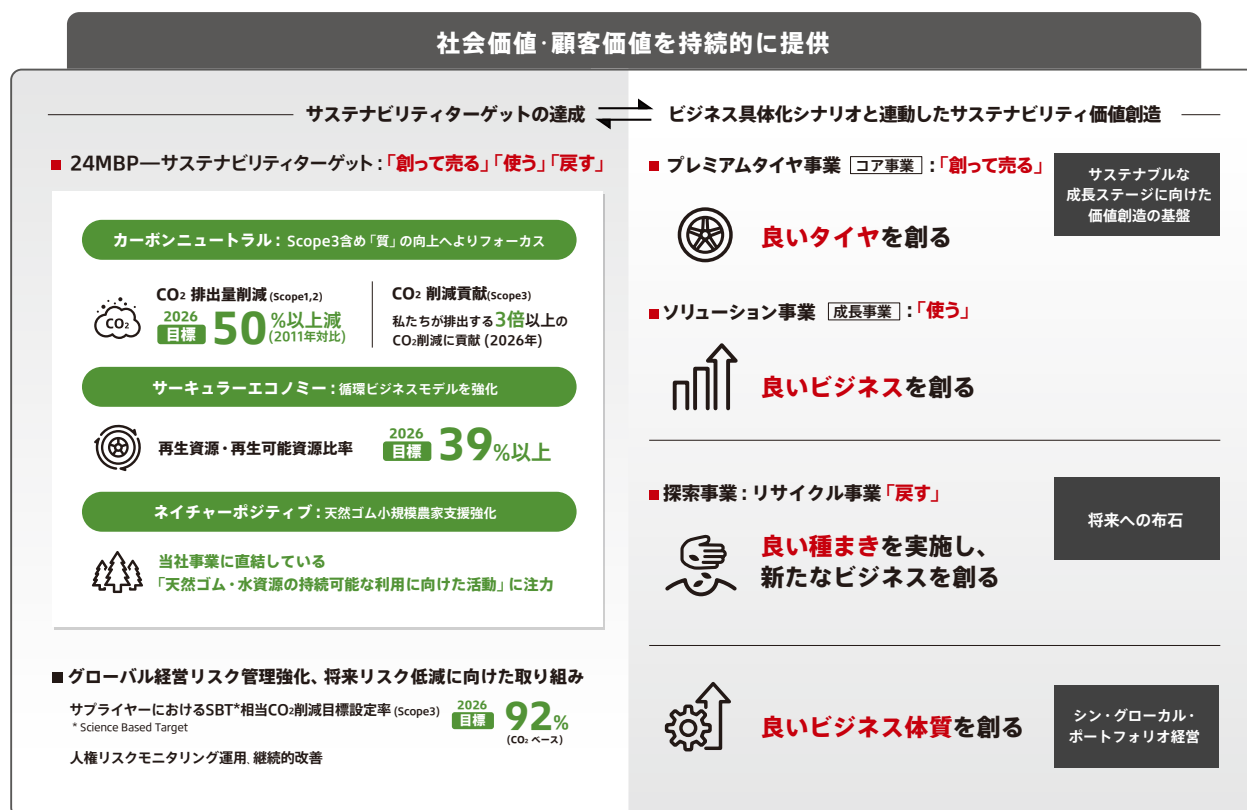 社会価値・顧客価値を持続的に提供
サステナビリティターゲットの達成
■ 24MBP―サステナビリティターゲット：「創って売る」「使う」「戻す」
カーボンニュートラル：Scope3含め「質」の向上へよりフォーカス
CO2
CO2 排出量削減(Scope1,2)
2026
目標
50%以上減
(2011年対比)
CO2 削減貢献(Scope3)
私たちが排出する3倍以上の
CO2削減に貢献 (2026年)
サーキュラーエコノミー：循環ビジネスモデルを強化
再生資源・再生可能資源比率
2026
目標
39%以上
ネイチャーポジティブ：天然ゴム小規模農家支援強化
当社事業に直結している
「天然ゴム・水資源の持続可能な利用に向けた活動」に注力
■ グローバル経営リスク管理強化、将来リスク低減に向けた取り組み
サプライヤーにおけるSBT*相当CO2削減目標設定率 (Scope3)
* Science Based Target
2026
目標
92%
(CO2 ベース)
人権リスクモニタリング運用、継続的改善
ビジネス具体化シナリオと連動したサステナビリティ価値創造
■ プレミアムタイヤ事業 コア事業：「創って売る」
良いタイヤを創る
サステナブルな
成長ステージに向けた
価値創造の基盤
■ソリューション事業 成長事業：「使う」
良いビジネスを創る
■探索事業：リサイクル事業「戻す」
良い種まきを実施し、
新たなビジネスを創る
将来への布石
良いビジネス体質を創る
シン・グローカル・
ポートフォリオ経営